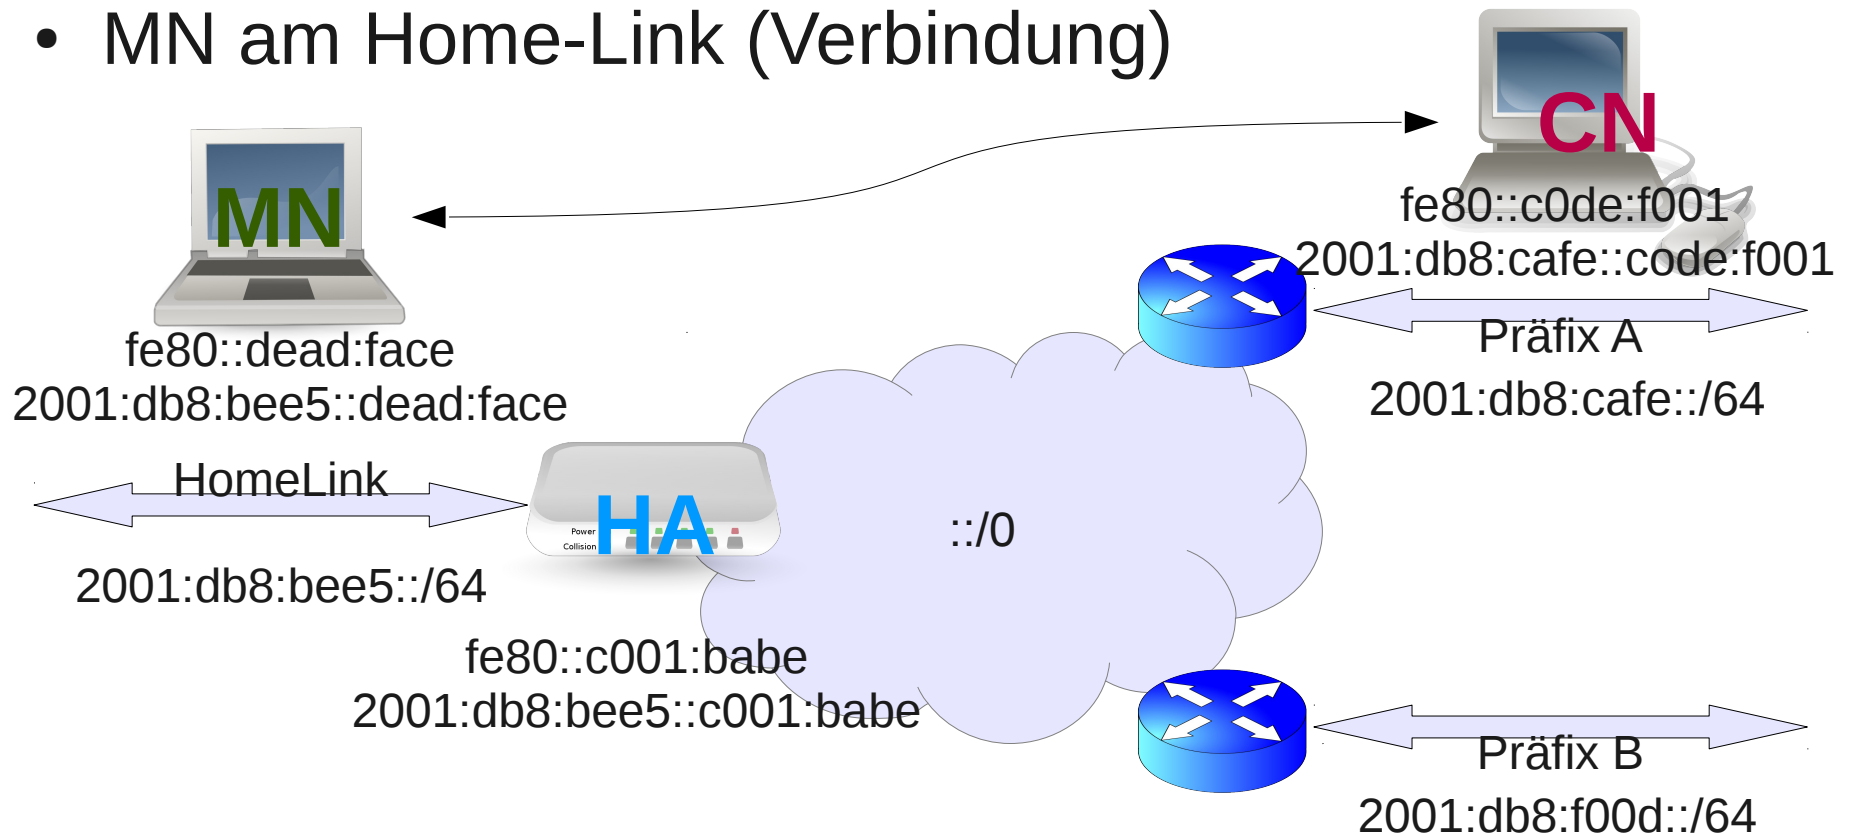 • MN am Home-Link (Verbindung)
CN
MN
fe80::c0de:f001
2001:db8:cafe::code:f001
Präfix A
fe80::dead:face
2001:db8:bee5::dead:face
2001:db8:cafe::/64
HomeLink
Power
Collision
HA
::/0
2001:db8:bee5::/64
fe80::c001:babe
2001:db8:bee5::c001:babe
Präfix B
2001:db8:f00d::/64